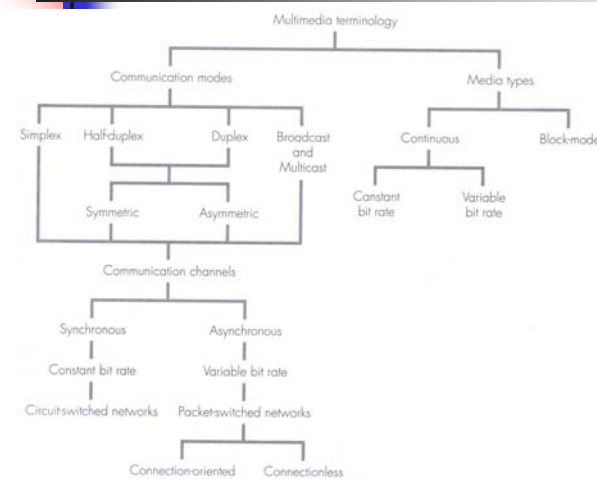 Multimedia terminology
Communication modes
Media types
Simplex
Half-duplex
Duplex
Broadcast
and
Multicast
Continuous
Block-mode
Constant
bit rate
Variable
bit rate
Symmetric
Asymmetric
Communication channels
Synchronous
Asynchronous
Constant bit rate
Variable bit rate
Circuit-switched networks
Packet-switched networks
Connection-oriented
Connectionless